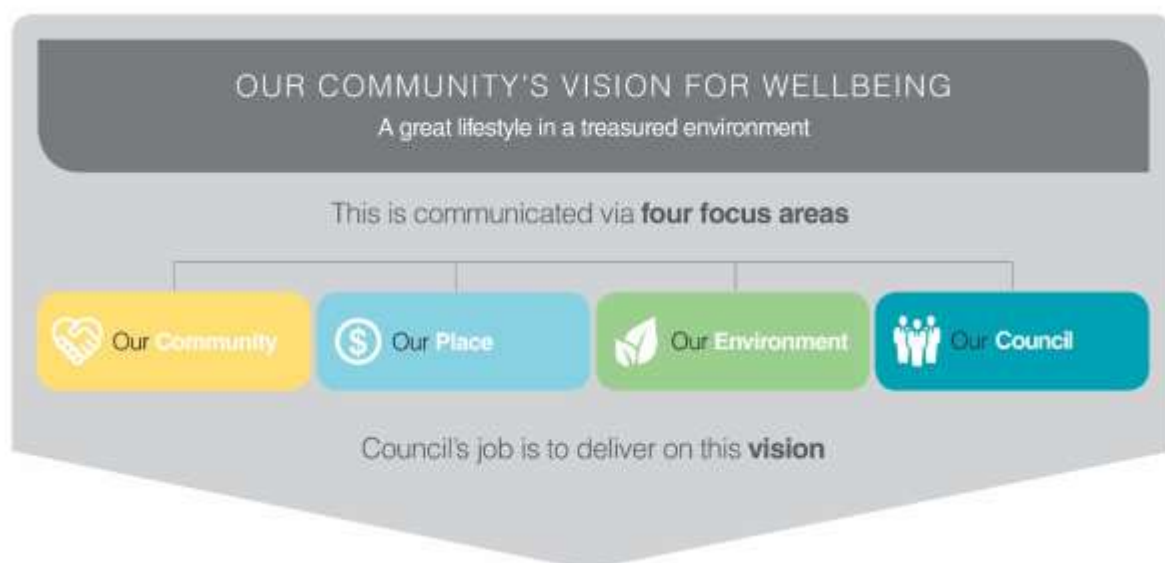 OUR COMMUNITY'S VISION FOR WELLBEING
A great lifestyle in a treasured environment
This is communicated via four focus areas
Our Community
$ Our Place
Our Environment
Our Council
Council's job is to deliver on this vision